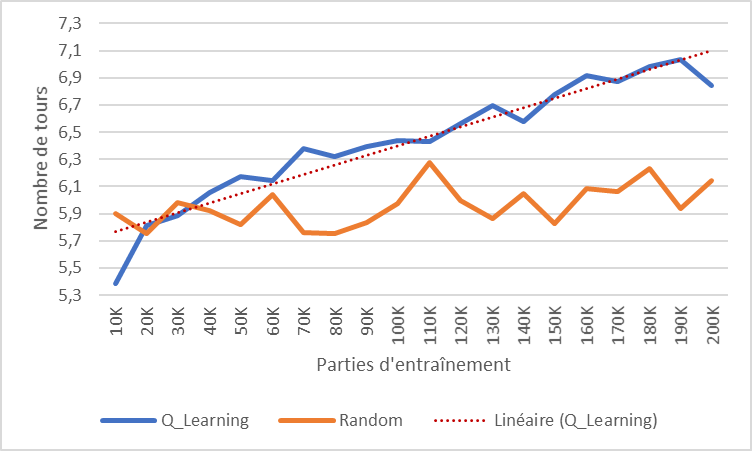 7,3
7,1
6,9
6,7
6,5
6,3
6,1
5,9
5,7
5,5
5,3
Nombre de tours
10K
20K
30K
40K
50K
60K
70K
80K
90K
100K
110K
120K
130K
140K
150K
160K
170K
180K
190K
200K
Parties d'entraînement
Q_Learning
Random
Linéaire (Q_Learning)